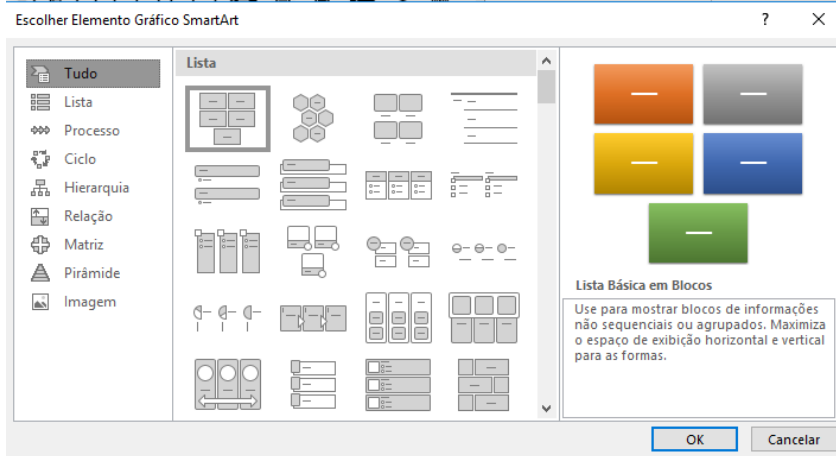 Escolher Elemento Gráfico SmartArt
?
Tudo
Lista
Processo
Ciclo
Hierarquia
Relação
Matriz
Pirâmide
Imagem
Lista
Lista Básica em Blocos
Use para mostrar blocos de informações
não sequenciais ou agrupados. Maximiza
o espaço de exibição horizontal e vertical
para as formas.
OK
Cancelar